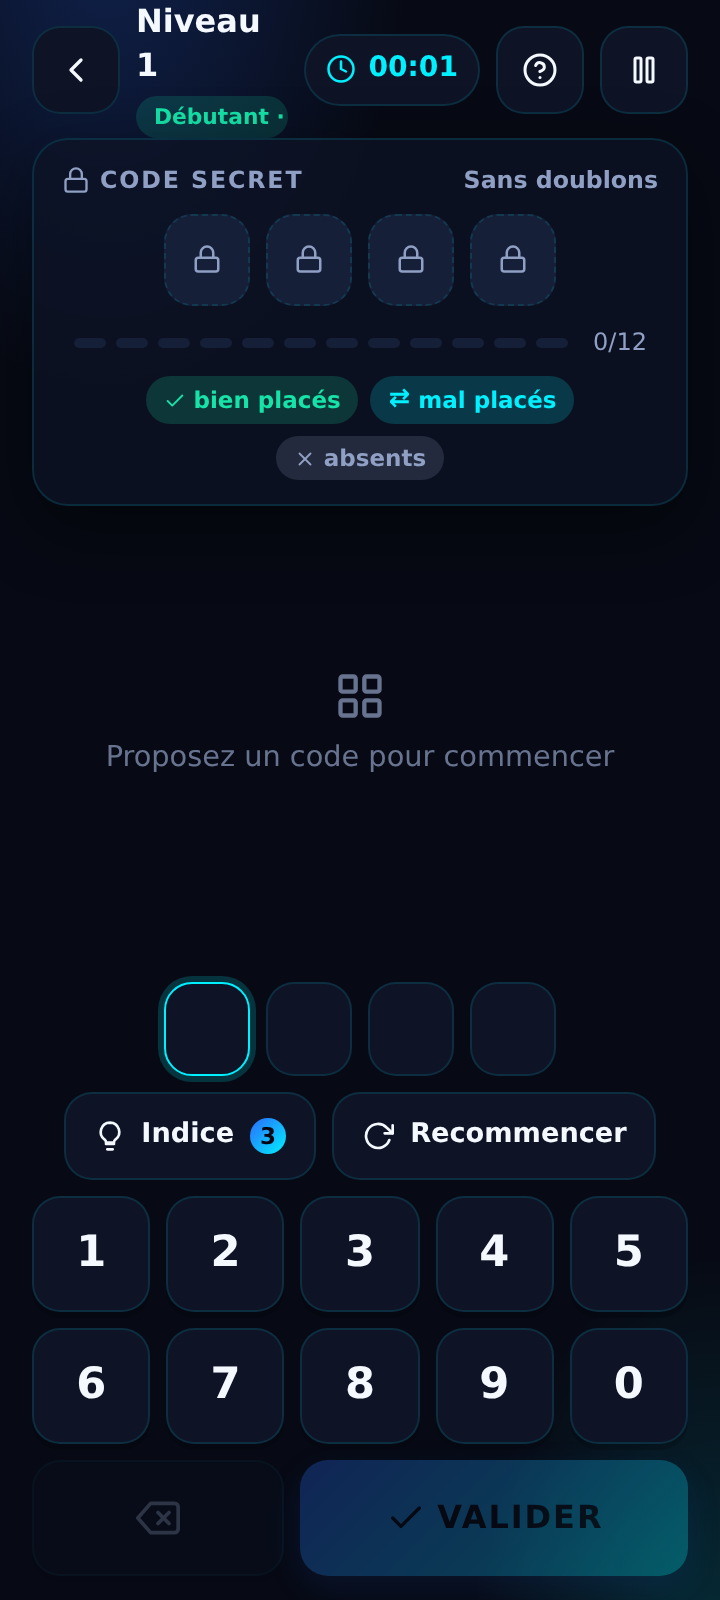 Niveau
1
Débutant ·
00:01
CODE SECRET
Sans doublons
0/12
bien placés
mal placés
absents
Proposez un code pour commencer
Indice 3
Recommencer
1 2 3 4 5
6 7 8 9 0
VALIDER